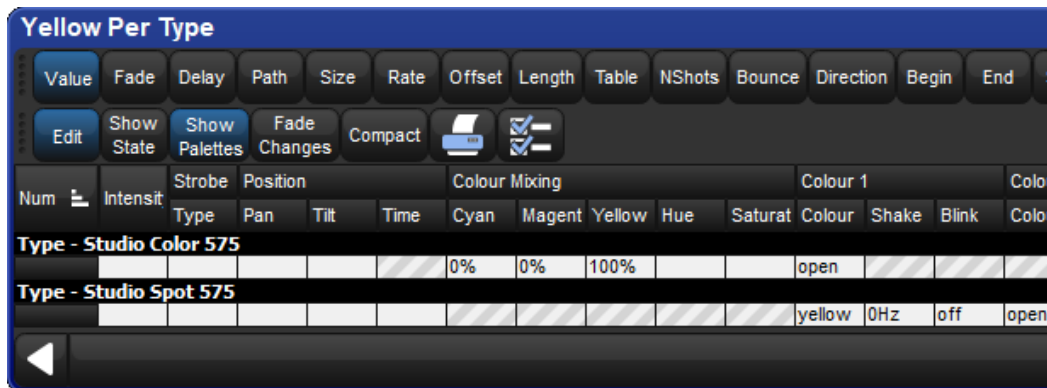 Yellow Per Type
Value Fade Delay Path Size Rate Offset Length Table NShots Bounce Direction Begin End
Edit Show State Show Palettes Fade Changes Compact
Num Intensit Strobe Position Colour Mixing Colour 1 Colo
Type Pan Tilt Time Cyan Magent Yellow Hue Saturat Colour Shake Blink Colo
Type - Studio Color 575
0% 0% 100% open
Type - Studio Spot 575
yellow 0Hz off open